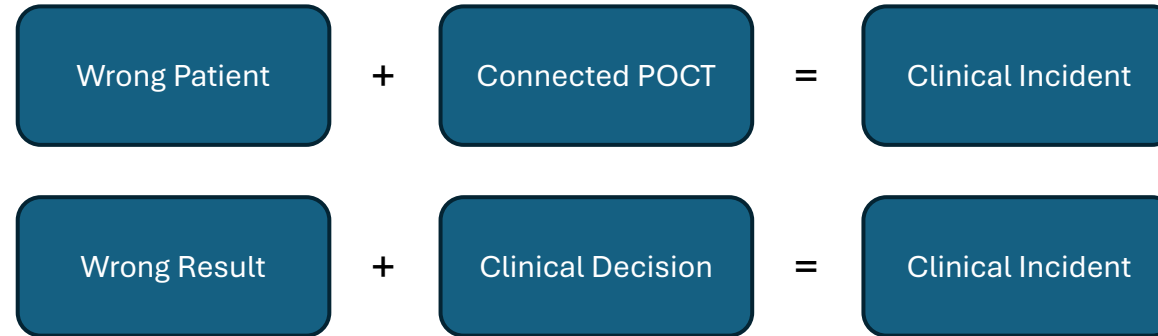 Wrong Patient + Connected POCT = Clinical Incident
Wrong Result + Clinical Decision = Clinical Incident